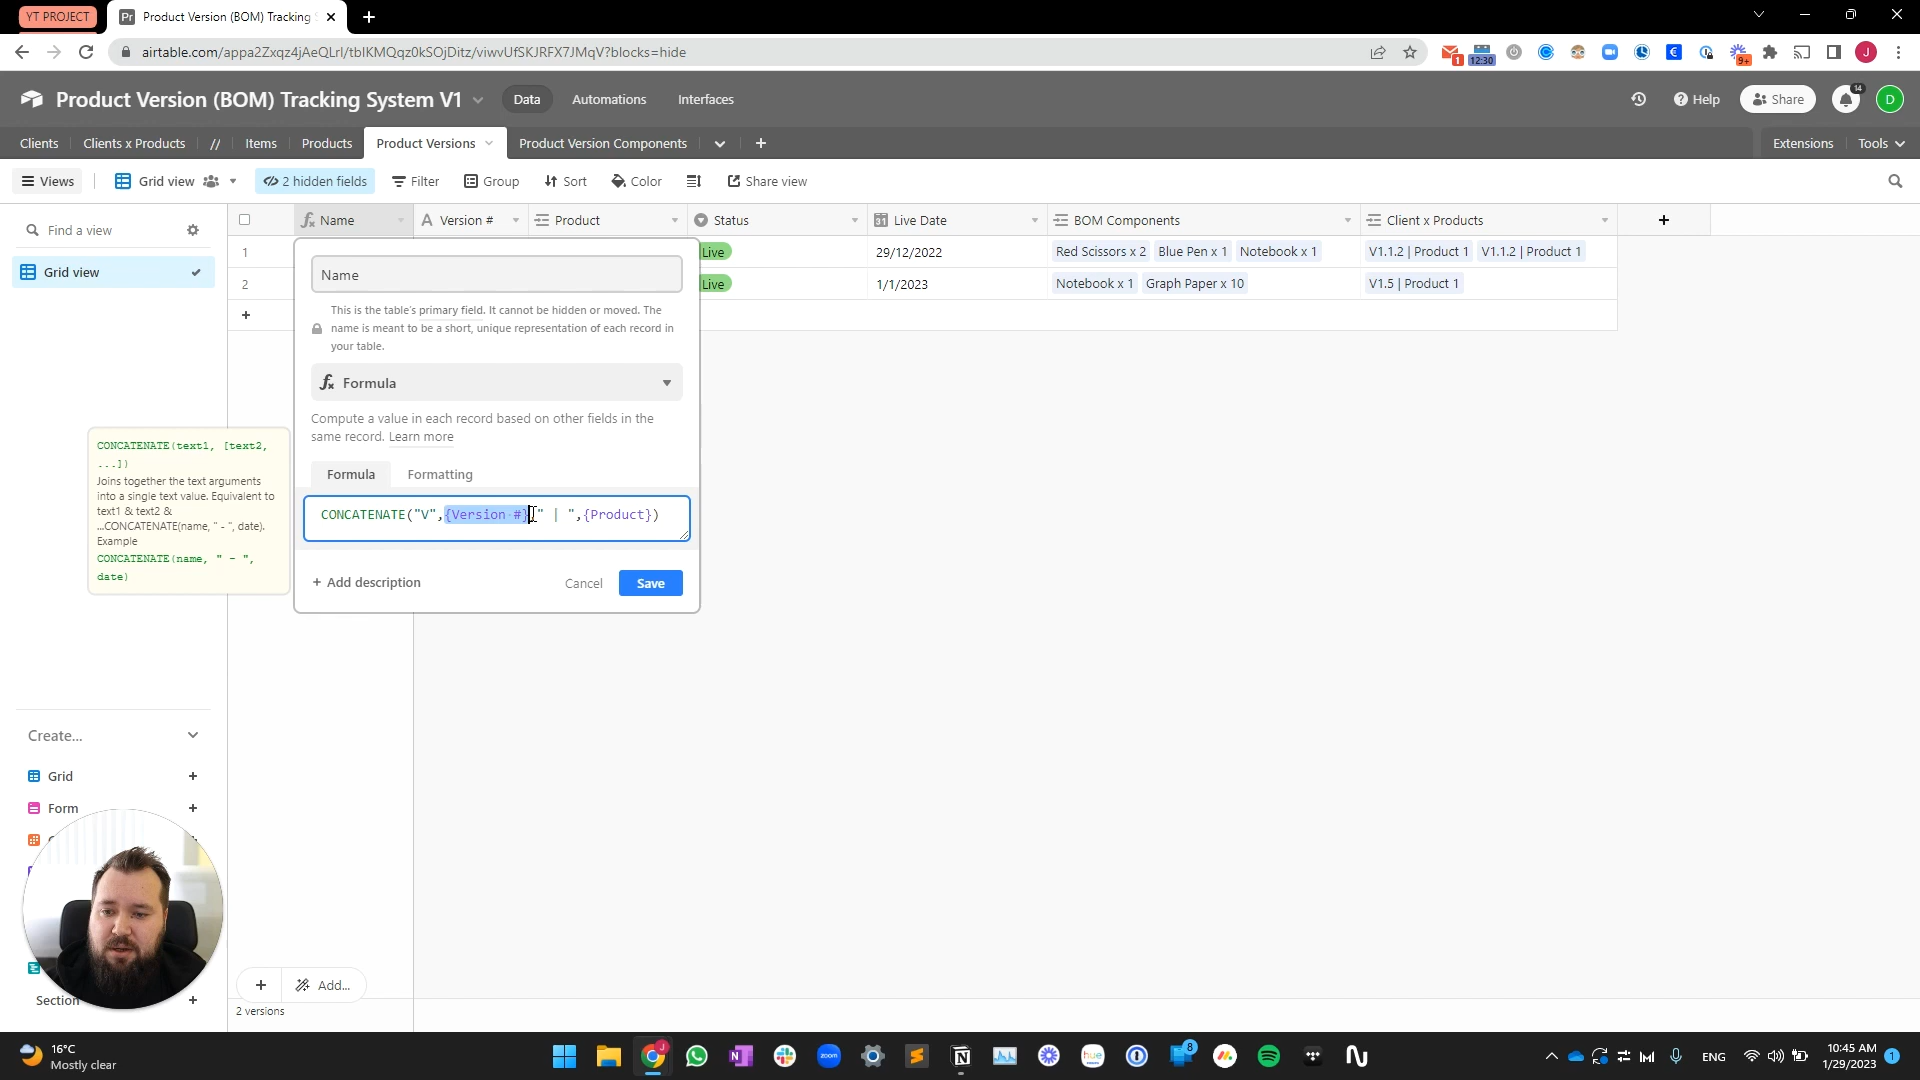 YT PROJECT
Product Version (BOM) Tracking
airtable.com/appa2Zxqz4jAeQLrl/tblKMQqz0kSOjDitz/viwvUfSKJRFX7JMqV?blocks=hide
1
12:30
9+
J
Product Version (BOM) Tracking System V1
Data
Automations
Interfaces
Help
Share
14
D
Clients
Clients x Products
//
Items
Products
Product Versions
Product Version Components
Extensions
Tools
Views
Grid view
2 hidden fields
Filter
Group
Sort
Color
Share view
Find a view
Grid view
Name
Version #
Product
Status
Live Date
BOM Components
Client x Products
1
Live
29/12/2022
Red Scissors x 2
Blue Pen x 1
Notebook x 1
V1.1.2 | Product 1
V1.1.2 | Product 1
2
Live
1/1/2023
Notebook x 1
Graph Paper x 10
V1.5 | Product 1
Name
This is the table's primary field. It cannot be hidden or moved. The
name is meant to be a short, unique representation of each record in
your table.
Formula
Compute a value in each record based on other fields in the
same record. Learn more
Formula
Formatting
CONCATENATE("V",{Version #}," | ",{Product})
+ Add description
Cancel
Save
CONCATENATE(text1, [text2,
...])
Joins together the text arguments
into a single text value. Equivalent to
text1 & text2 &
...CONCATENATE(name, " - ", date).
Example
CONCATENATE(name, " - ",
date)
Create...
Grid
Form
Section
Add...
2 versions
16°C
Mostly clear
zoom
hue
8
ENG
10:45 AM
1/29/2023
1